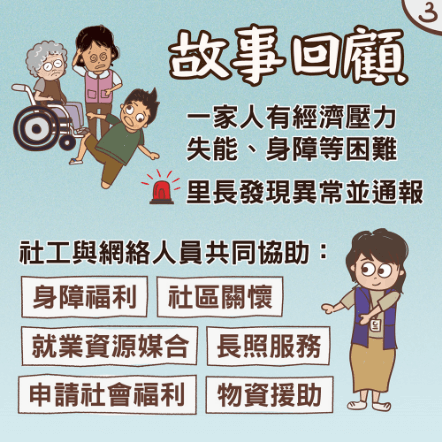 3
故事回顧
一家人有經濟壓力
失能、身障等困難
里長發現異常並通報
社工與網絡人員共同協助：
身障福利 社區關懷
就業資源媒合 長照服務
申請社會福利 物資援助